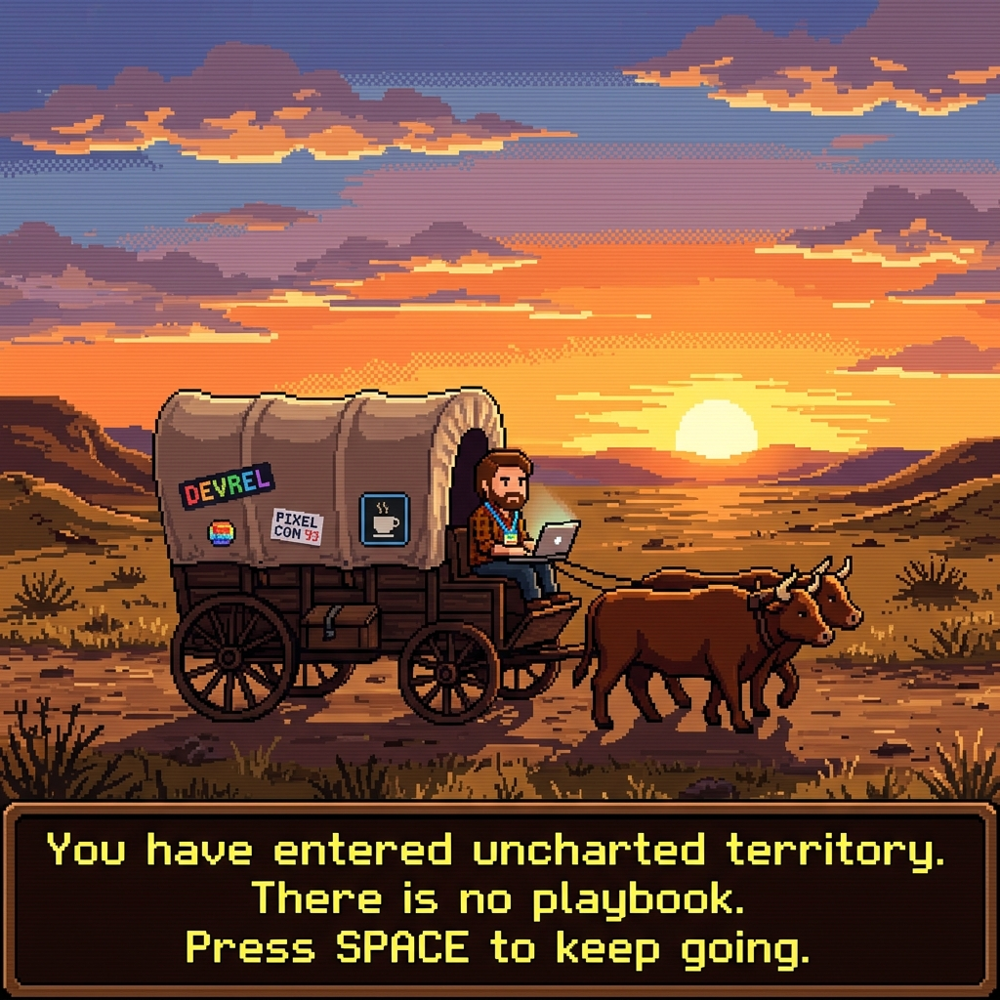 DEVREL
PIXEL
CON 93
You have entered uncharted territory.
There is no playbook.
Press SPACE to keep going.